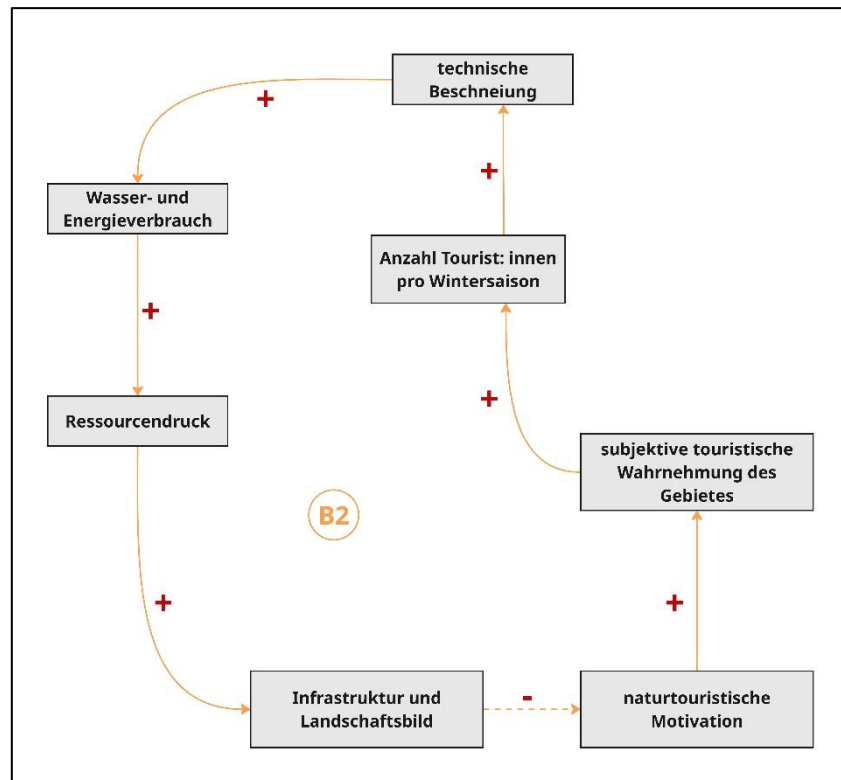 technische
Beschneiung
+
Wasser- und
Energieverbrauch
+
Anzahl Tourist: innen
pro Wintersaison
+
Ressourcendruck
+
subjektive touristische
Wahrnehmung des
Gebietes
B2
+
+
Infrastruktur und
Landschaftsbild
-
naturtouristische
Motivation